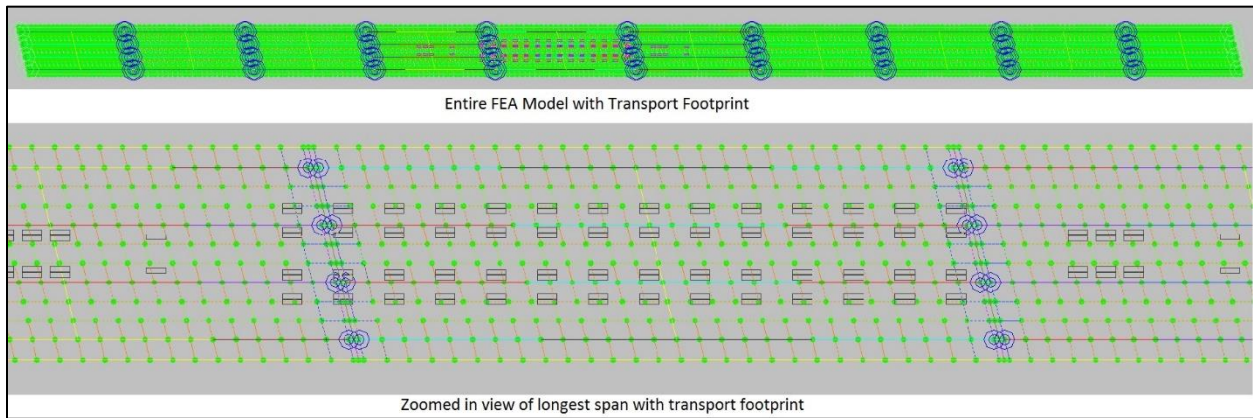 Entire FEA Model with Transport Footprint
Zoomed in view of longest span with transport footprint